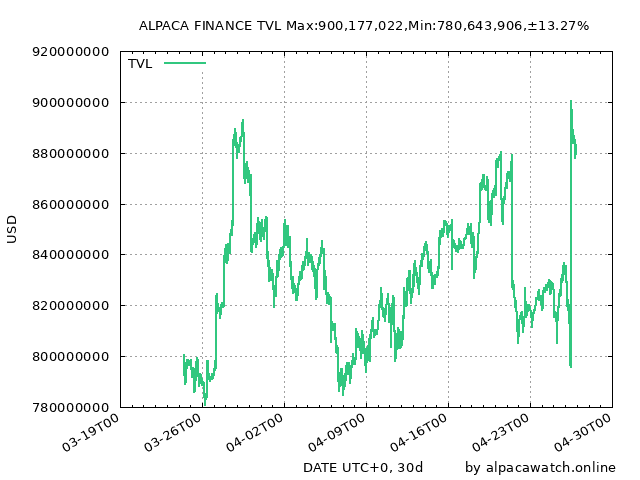 ALPACA FINANCE TVL Max:900,177,022,Min:780,643,906,±13.27%
920000000
TVL
900000000
880000000
860000000
USD
840000000
820000000
800000000
780000000
03-19T00
03-26T00
04-02T00
04-09T00
04-16T00
04-23T00
04-30T00
DATE UTC+0, 30d
by alpacawatch.online